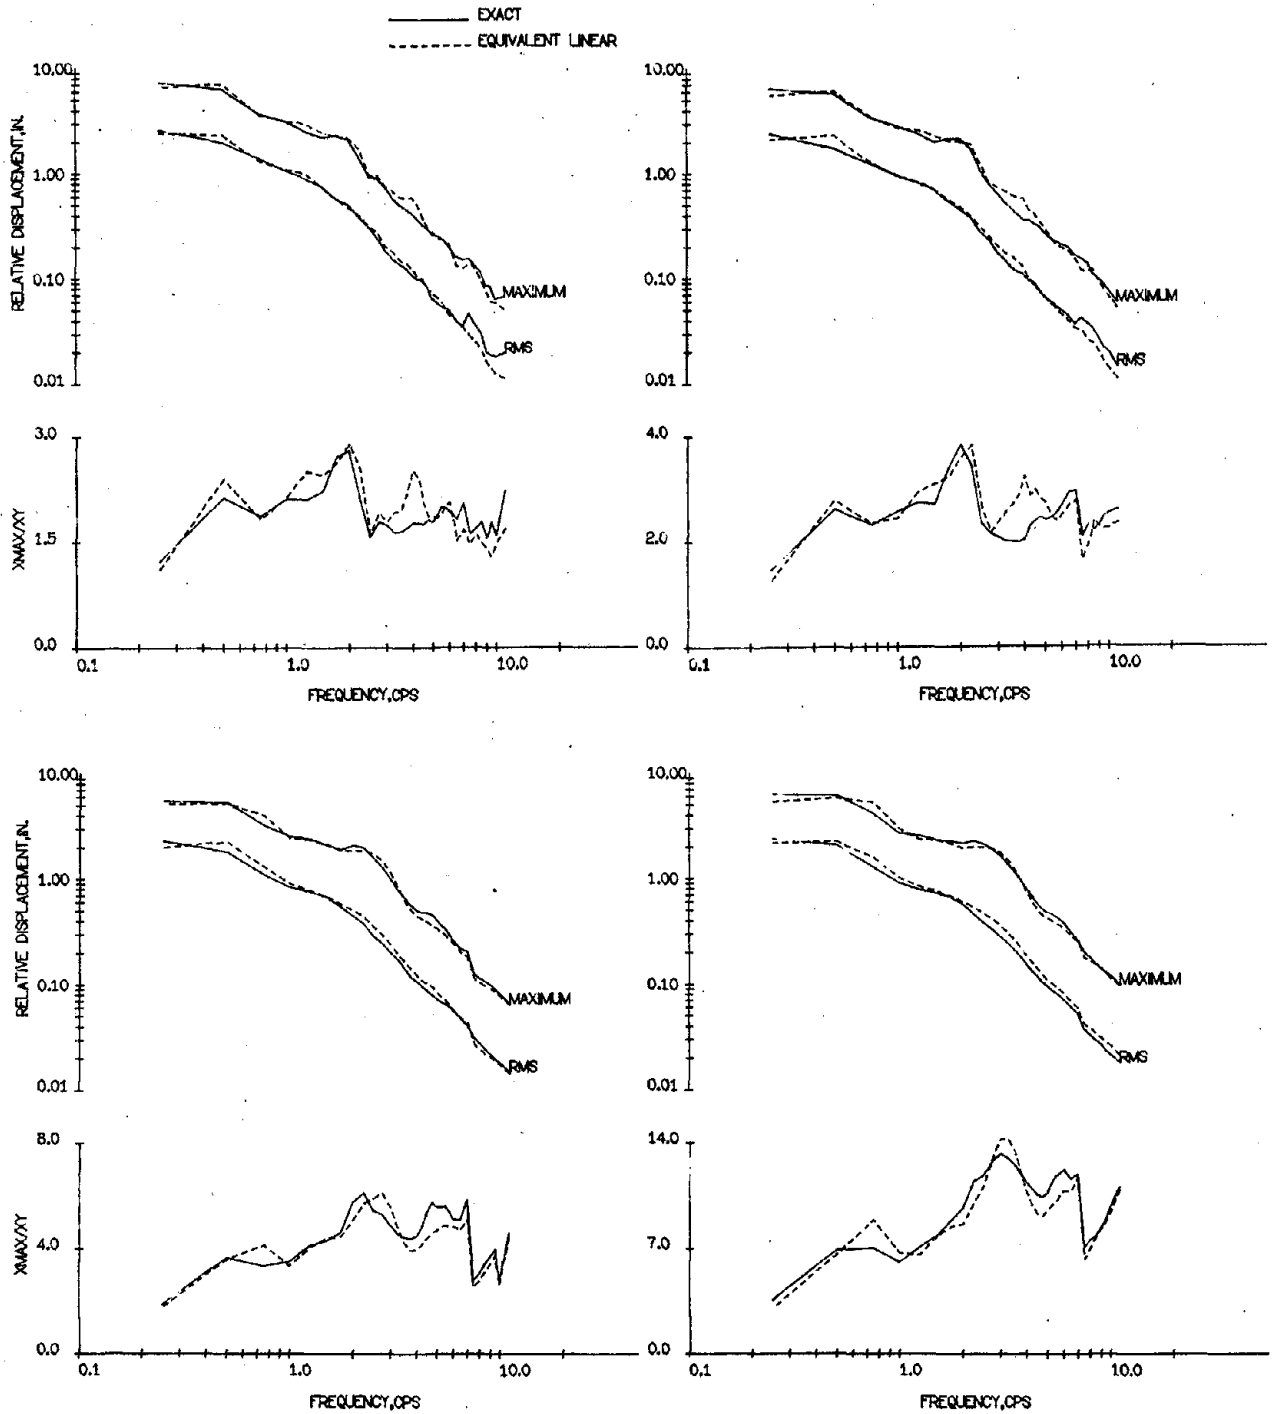 EXACT
EQUIVALENT LINEAR
10.00
1.00
0.10
0.01
RELATIVE DISPLACEMENT,IN.
MAXIMUM
RMS
10.00
1.00
0.10
0.01
MAXIMUM
RMS
3.0
1.5
0.0
XMAX/XY
0.1 1.0 10.0
FREQUENCY,CPS
4.0
2.0
0.0
0.1 1.0 10.0
FREQUENCY,CPS
10.00
1.00
0.10
0.01
RELATIVE DISPLACEMENT,IN.
MAXIMUM
RMS
10.00
1.00
0.10
0.01
MAXIMUM
RMS
8.0
4.0
0.0
XMAX/XY
0.1 1.0 10.0
FREQUENCY,CPS
14.0
7.0
0.0
0.1 1.0 10.0
FREQUENCY,CPS